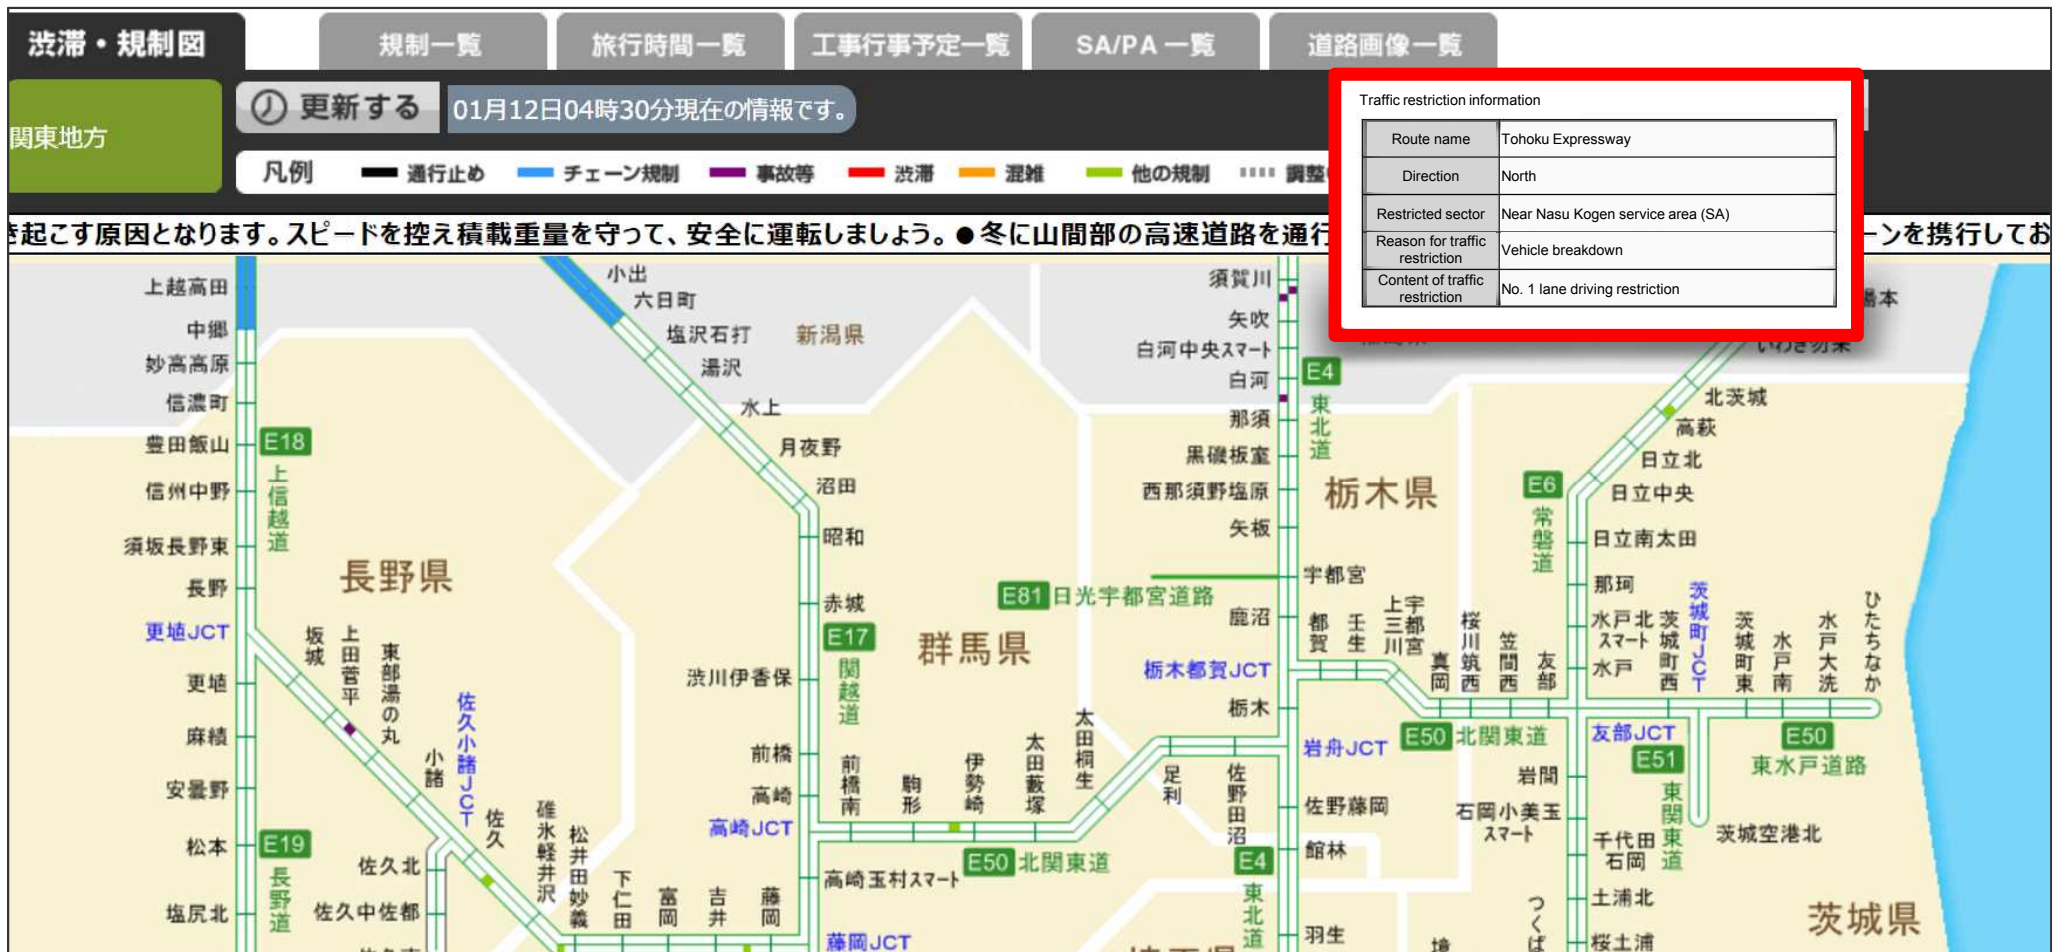 渋滞・規制図
規制一覧
旅行時間一覧
工事行事予定一覧
SA/PA 一覧
道路画像一覧
関東地方
更新する
01月12日04時30分現在の情報です。
凡例
通行止め
チェーン規制
事故等
渋滞
混雑
他の規制
調整
Traffic restriction information
Route name Tohoku Expressway
Direction North
Restricted sector Near Nasu Kogen service area (SA)
Reason for traffic
restriction Vehicle breakdown
Content of traffic
restriction No. 1 lane driving restriction
き起こす原因となります。スピードを控え積載重量を守って、安全に運転しましょう。●冬に山間部の高速道路を通行
ーンを携行してお
上越高田
中郷
妙高高原
信濃町
豊田飯山
信州中野
須坂長野東
長野
更埴JCT
更埴
麻績
安曇野
松本
塩尻北
E18
上信越道
長野県
坂城
上田菅平
東部湯の丸
小諸
佐久小諸JCT
佐久
E19
長野道
佐久北
佐久中佐都
碓氷軽井沢
松井田妙義
下仁田
富岡
吉井
藤岡
藤岡JCT
小出
六日町
塩沢石打
湯沢
新潟県
水上
月夜野
沼田
昭和
赤城
E17
関越道
渋川伊香保
前橋
高崎
高崎JCT
高崎玉村スマート
群馬県
前橋南
駒形
伊勢崎
太田藪塚
太田桐生
足利
佐野田沼
E50 北関東道
須賀川
矢吹
白河中央スマート
白河
那須
黒磯板室
西那須野塩原
矢板
宇都宮
鹿沼
栃木都賀JCT
栃木
岩舟JCT
佐野藤岡
館林
羽生
E4
東北道
栃木県
E81 日光宇都宮道路
都賀
壬生
宇都宮上三川
真岡
桜川筑西
笠間西
友部
E50 北関東道
E4
東北道
湯本
いわき勿来
北茨城
高萩
日立北
日立中央
日立南太田
那珂
水戸北スマート
水戸
E6
常磐道
茨城町西
茨城町JCT
茨城町東
水戸南
水戸大洗
ひたちなか
友部JCT
E50
東水戸道路
E51
東関東道
岩間
石岡小美玉スマート
千代田石岡
茨城空港北
土浦北
桜土浦
つくば
茨城県